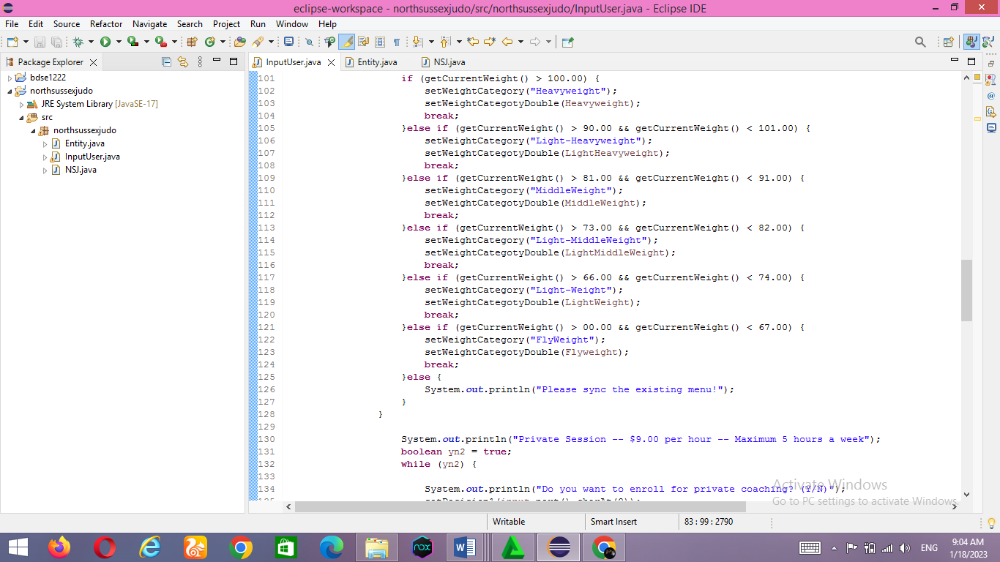 eclipse-workspace - northsussexjudo/src/northsussexjudo/InputUser.java - Eclipse IDE
File Edit Source Refactor Navigate Search Project Run Window Help
Package Explorer
InputUser.java Entity.java NSJ.java
bdse1222
northsussexjudo
JRE System Library [JavaSE-17]
src
northsussexjudo
Entity.java
InputUser.java
NSJ.java
101 if (getCurrentWeight() > 100.00) {
102 setWeightCategory("Heavyweight");
103 setWeightCategotyDouble(Heavyweight);
104 break;
105 }else if (getCurrentWeight() > 90.00 && getCurrentWeight() < 101.00) {
106 setWeightCategory("Light-Heavyweight");
107 setWeightCategotyDouble(LightHeavyweight);
108 break;
109 }else if (getCurrentWeight() > 81.00 && getCurrentWeight() < 91.00) {
110 setWeightCategory("MiddleWeight");
111 setWeightCategotyDouble(MiddleWeight);
112 break;
113 }else if (getCurrentWeight() > 73.00 && getCurrentWeight() < 82.00) {
114 setWeightCategory("Light-MiddleWeight");
115 setWeightCategotyDouble(LightMiddleWeight);
116 break;
117 }else if (getCurrentWeight() > 66.00 && getCurrentWeight() < 74.00) {
118 setWeightCategory("Light-Weight");
119 setWeightCategotyDouble(LightWeight);
120 break;
121 }else if (getCurrentWeight() > 00.00 && getCurrentWeight() < 67.00) {
122 setWeightCategory("FlyWeight");
123 setWeightCategotyDouble(Flyweight);
124 break;
125 }else {
126 System.out.println("Please sync the existing menu!");
127 }
128 }
129
130 System.out.println("Private Session -- $9.00 per hour -- Maximum 5 hours a week");
131 boolean yn2 = true;
132 while (yn2) {
133
134 System.out.println("Do you want to enroll for private coaching? (Y/N)");
Activate Windows
Go to PC settings to activate Windows.
Writable Smart Insert 83 : 99 : 2790
nox
ENG
9:04 AM
1/18/2023